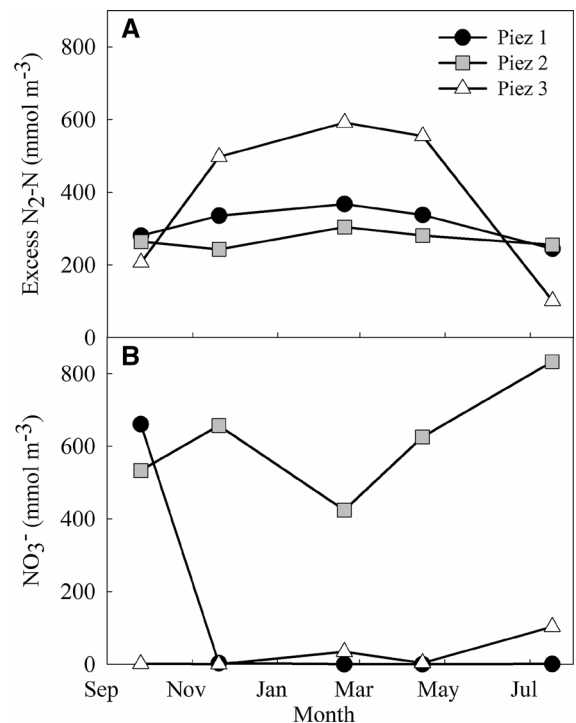 A
Piez 1
Piez 2
Piez 3
800
600
400
200
0
Excess N₂-N (mmol m⁻³)
B
800
600
400
200
0
NO₃⁻ (mmol m⁻³)
Sep Nov Jan Mar May Jul
Month